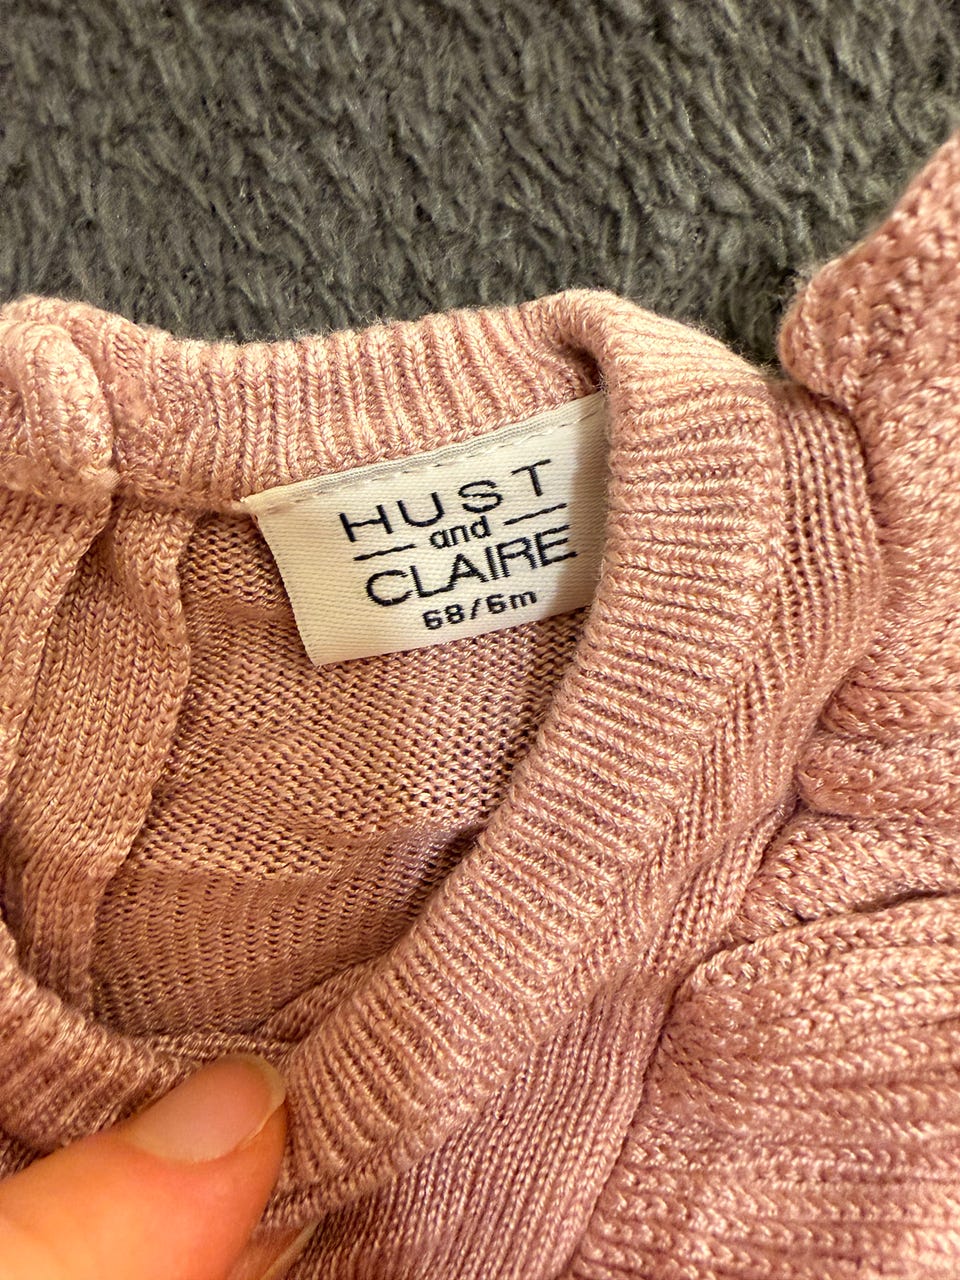 HUST
and
CLAIRE
68/6m